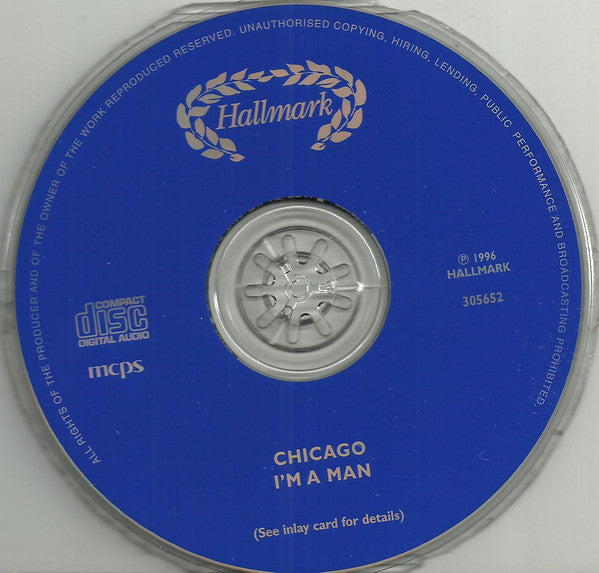 ALL RIGHTS OF THE PRODUCER AND OF THE OWNER OF THE WORK REPRODUCED RESERVED. UNAUTHORISED COPYING, HIRING, LENDING, PUBLIC PERFORMANCE AND BROADCASTING PROHIBITED.
Hallmark
℗ 1996
HALLMARK
305652
COMPACT
disc
DIGITAL AUDIO
mcps
CHICAGO
I'M A MAN
(See inlay card for details)